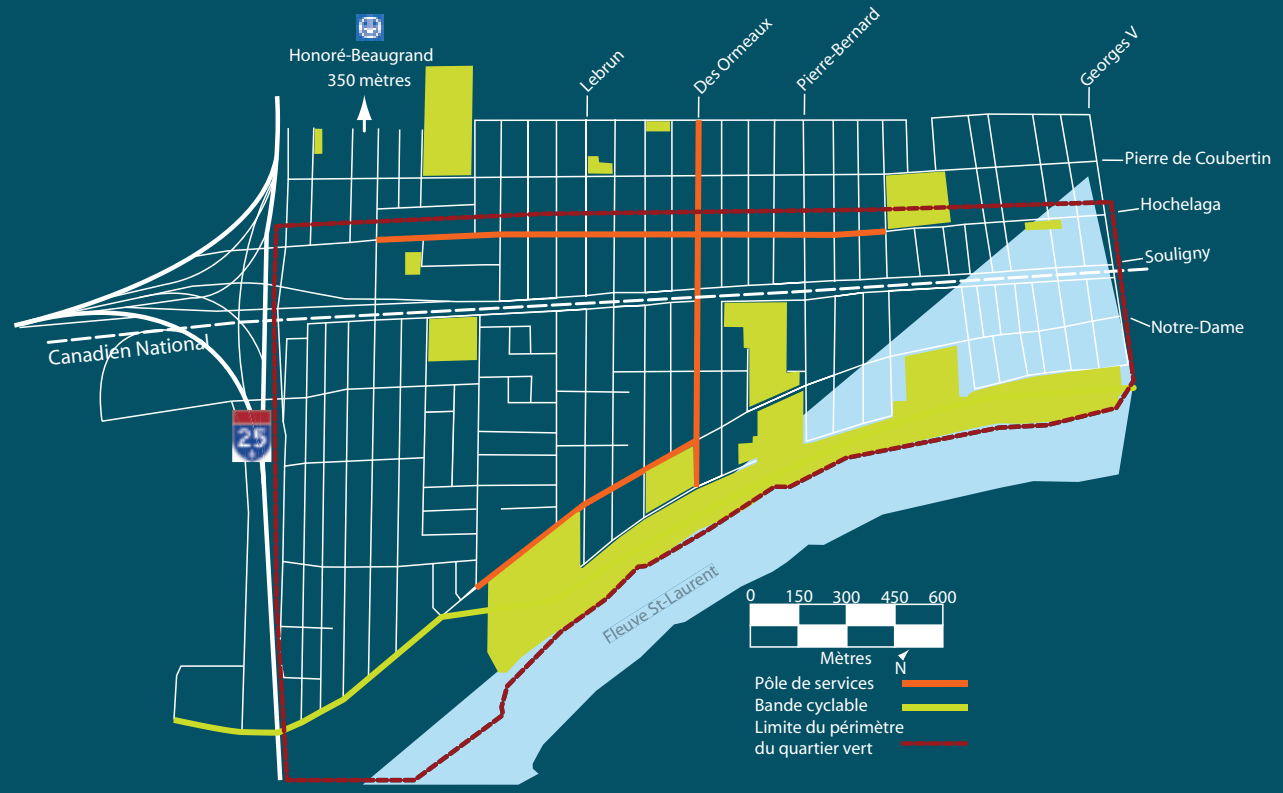 Honoré-Beaugrand
350 mètres
Lebrun
Des Ormeaux
Pierre-Bernard
Georges V
Pierre de Coubertin
Hochelaga
Souligny
Notre-Dame
Canadien National
25
Fleuve St-Laurent
0 150 300 450 600
Mètres
N
Pôle de services
Bande cyclable
Limite du périmètre
du quartier vert